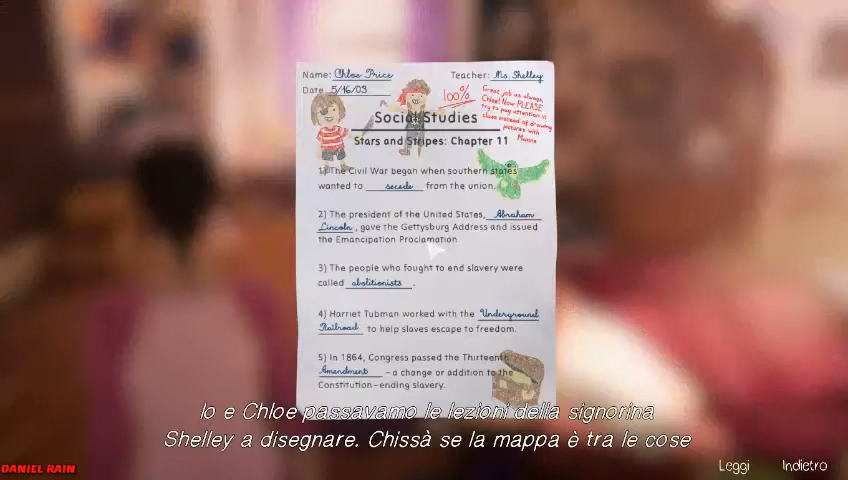 Name: Chloe Price Teacher: Ms. Shelley
Date 5/16/03
100%
Great job as always,
Chloe! Now PLEASE
try to pay attention in
class instead of drawing
pictures with
Maxine
Social Studies
Stars and Stripes: Chapter 11
1) The Civil War began when southern states
wanted to secede from the union.
2) The president of the United States, Abraham
Lincoln, gave the Gettysburg Address and issued
the Emancipation Proclamation
3) The people who fought to end slavery were
called abolitionists.
4) Harriet Tubman worked with the Underground
Railroad to help slaves escape to freedom.
5) In 1864, Congress passed the Thirteenth
Amendment - a change or addition to the
Constitution - ending slavery.
Io e Chloe passavamo le lezioni della signorina
Shelley a disegnare. Chissà se la mappa è tra le cose
DANIEL RAIN
Leggi Indietro